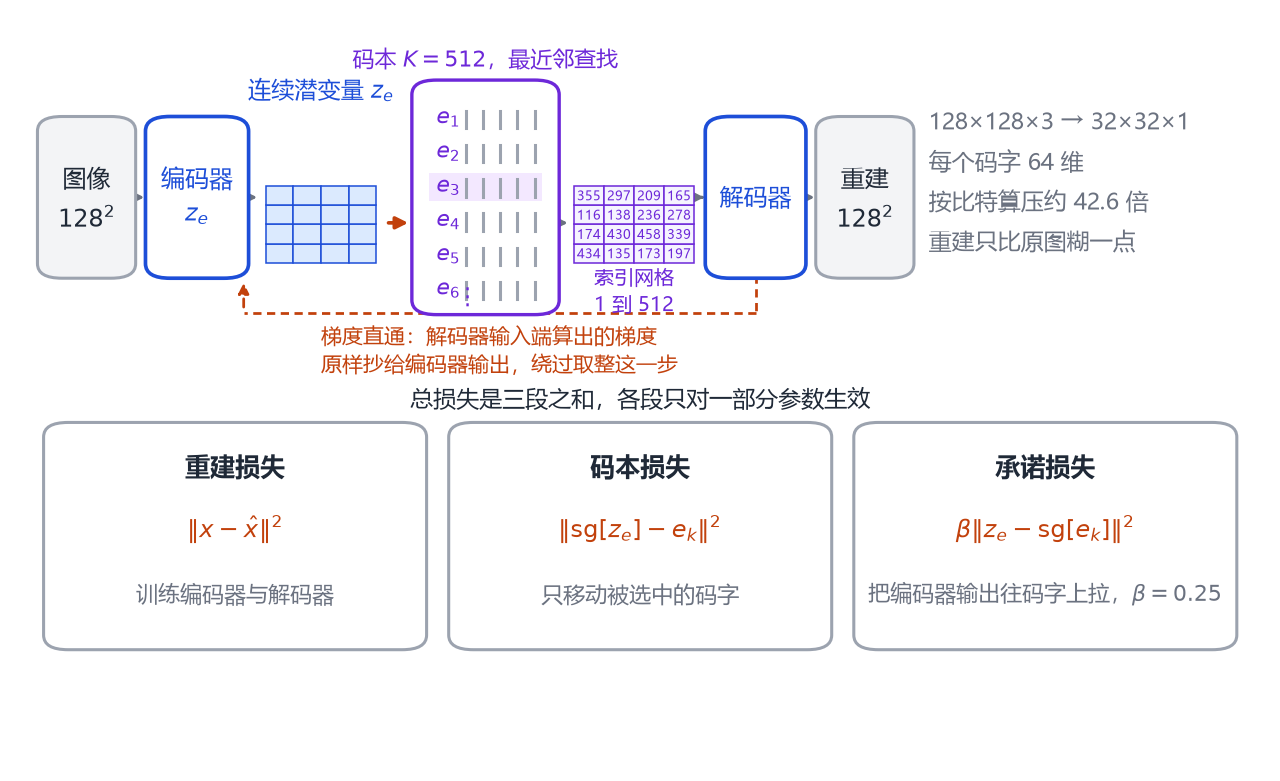 码本 K = 512，最近邻查找
连续潜变量 zₑ
图像
128²
编码器
zₑ
e₁
e₂
e₃
e₄
e₅
e₆
⋮
355 297 209 165
116 138 236 278
174 430 458 339
434 135 173 197
索引网格
1 到 512
解码器
重建
128²
128×128×3 → 32×32×1
每个码字 64 维
按比特算压约 42.6 倍
重建只比原图糊一点
梯度直通：解码器输入端算出的梯度
原样抄给编码器输出，绕过取整这一步
总损失是三段之和，各段只对一部分参数生效
重建损失
‖x − x̂‖²
训练编码器与解码器
码本损失
‖sg[zₑ] − eₖ‖²
只移动被选中的码字
承诺损失
β‖zₑ − sg[eₖ]‖²
把编码器输出往码字上拉，β = 0.25